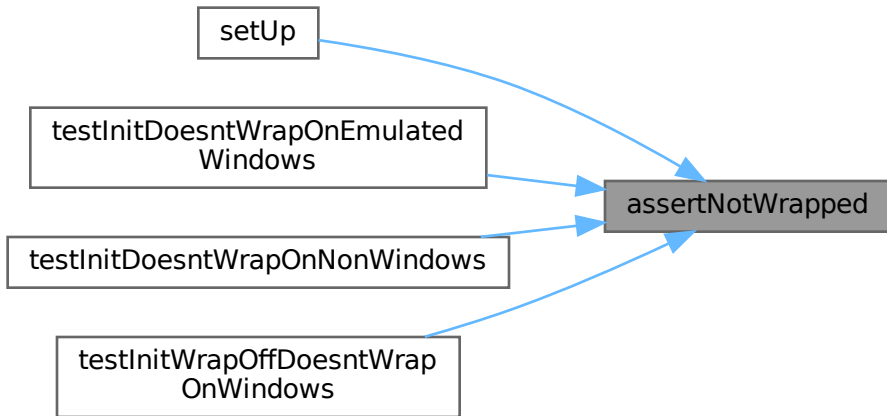 setUp
testInitDoesntWrapOnEmulated
Windows
assertNotWrapped
testInitDoesntWrapOnNonWindows
testInitWrapOffDoesntWrap
OnWindows